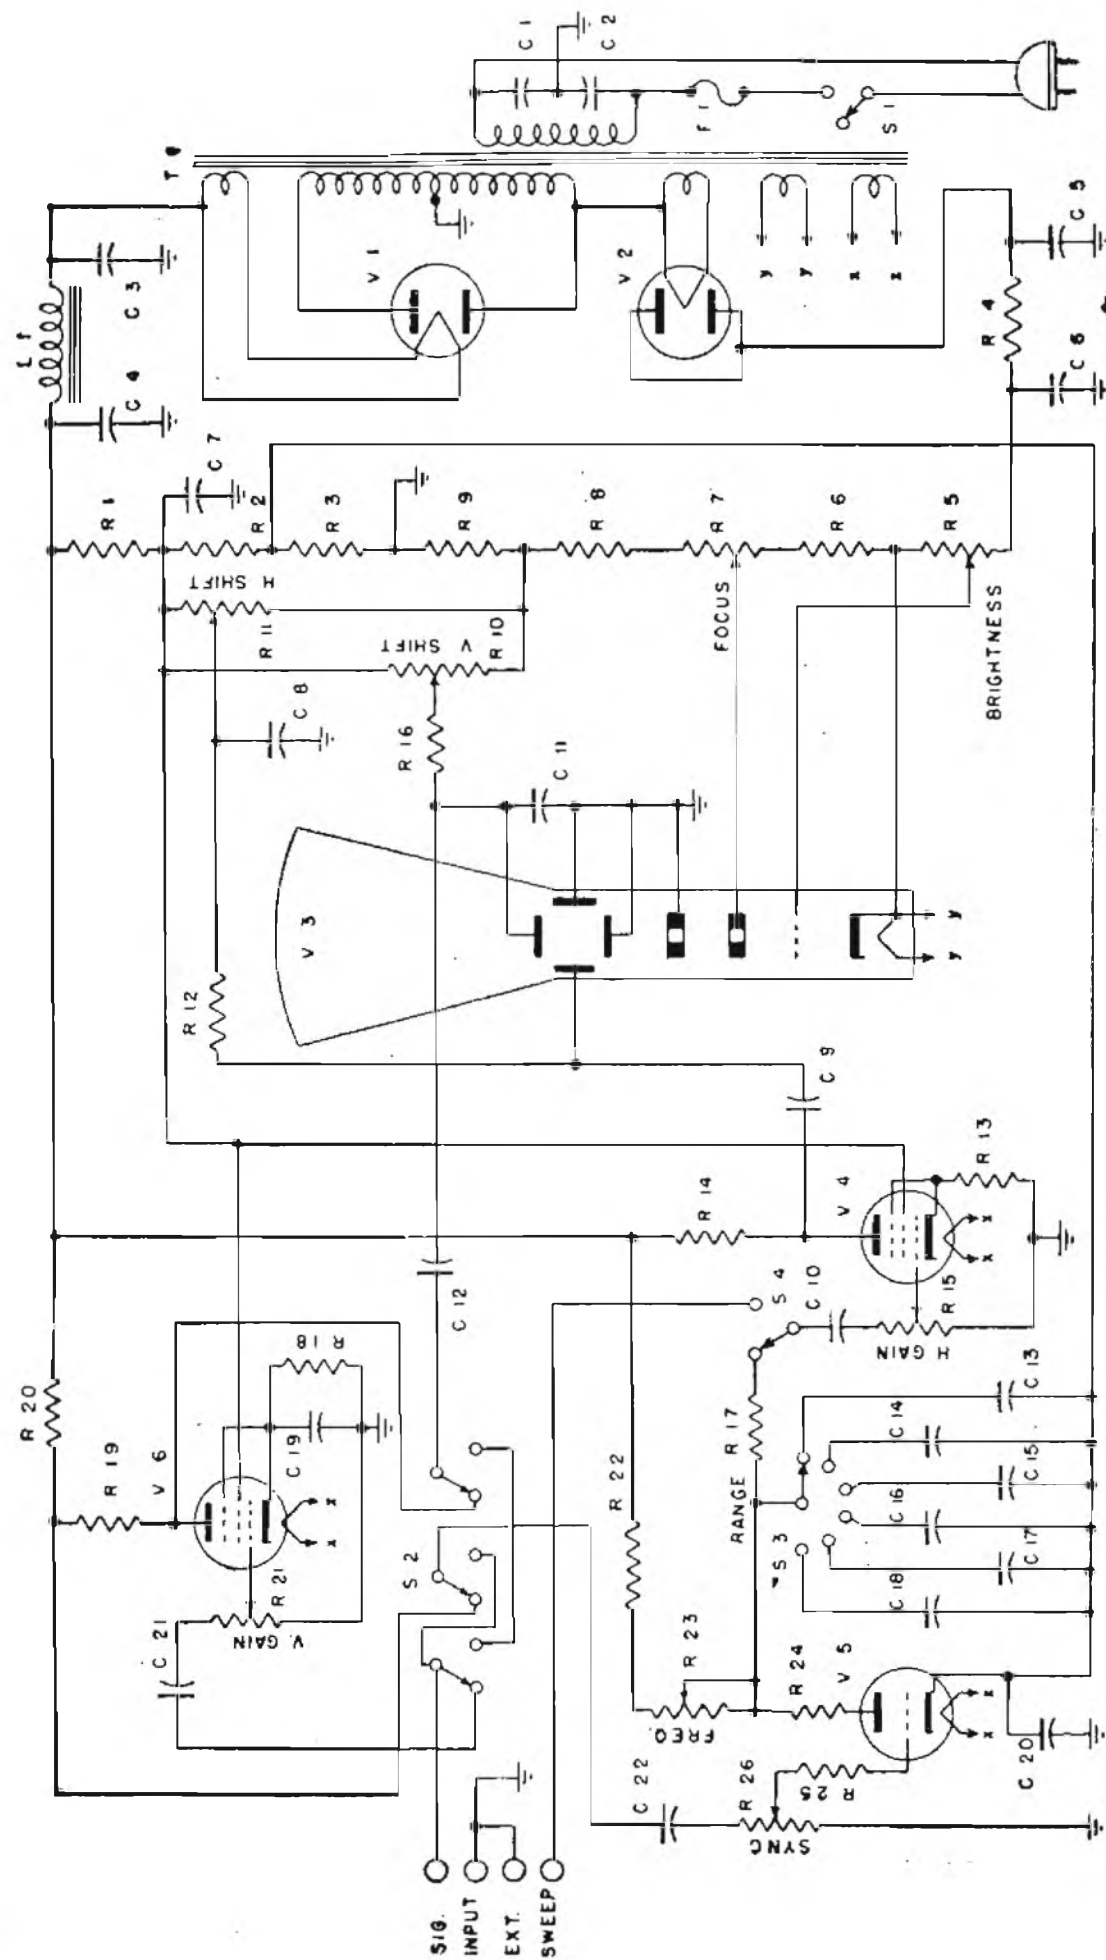 R 20
L 1
R 19
R 1
C 21
V 6
C 4
C 3
T
R 12
C 7
V. GAIN
H SHIFT
R 2
R 21
R 11
C 19
x
x
C 8
V 3
R 3
R 18
V 1
V SHIFT
S 2
R 16
SIG.
C 12
R 9
INPUT
R 10
EXT.
C 11
C 1
SWEEP
R 8
C 2
R 22
C 22
V 2
R 23
FREQ.
R 14
R 7
F 1
FOCUS
R 26
RANGE
R 17
SYNC
S 3
S 4
R 24
y
y
C 10
C 9
R 6
R 25
V 5
V 4
x
x
S 1
C 18
C 16
C 14
H GAIN
R 15
R 5
y
y
x
x
x
x
R 13
R 4
BRIGHTNESS
C 20
C 17
C 15
C 13
C 6
C 5